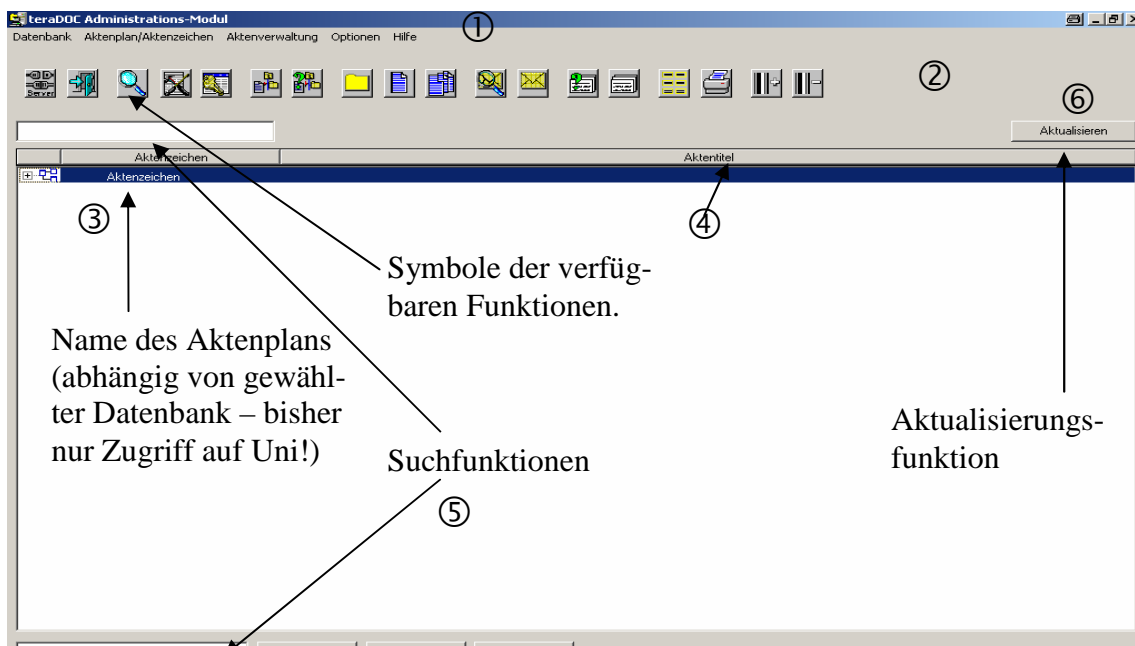 teraDOC Administrations-Modul
①
Datenbank Aktenplan/Aktenzeichen Aktenverwaltung Optionen Hilfe
②
Server
⑥
Aktualisieren
Aktenzeichen Aktentitel
Aktenzeichen
③
④
Symbole der verfüg-
baren Funktionen.
Name des Aktenplans
(abhängig von gewähl-
ter Datenbank – bisher
nur Zugriff auf Uni!)
Suchfunktionen
⑤
Aktualisierungs-
funktion